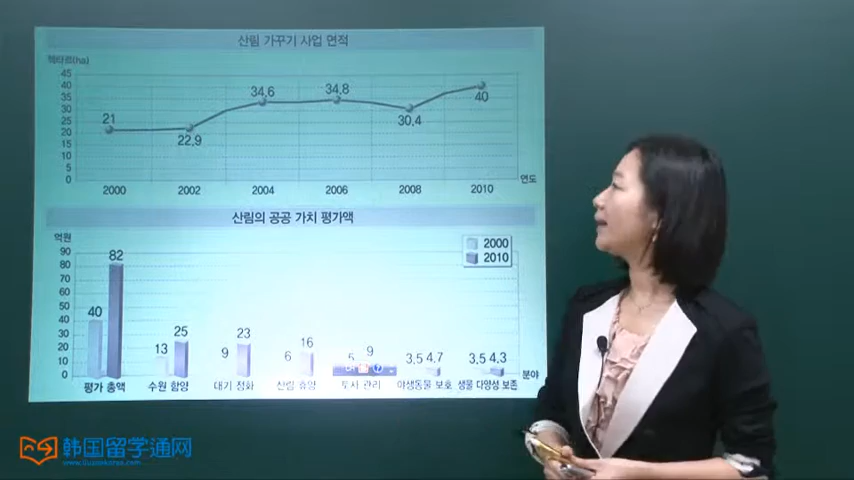 산림 가꾸기 사업 면적
헥타르(ha)
45
40
35
30
25
20
15
10
5
0
21
22.9
34.6
34.8
30.4
40
2000
2002
2004
2006
2008
2010
연도
산림의 공공 가치 평가액
억원
90
80
70
60
50
40
30
20
10
0
2000
2010
40 82
13 25
9 23
6 16
5 9
3.5 4.7
3.5 4.3
평가 총액
수원 함양
대기 정화
산림 휴양
토사 관리
야생동물 보호
생물 다양성 보존
분야
韩国留学通网